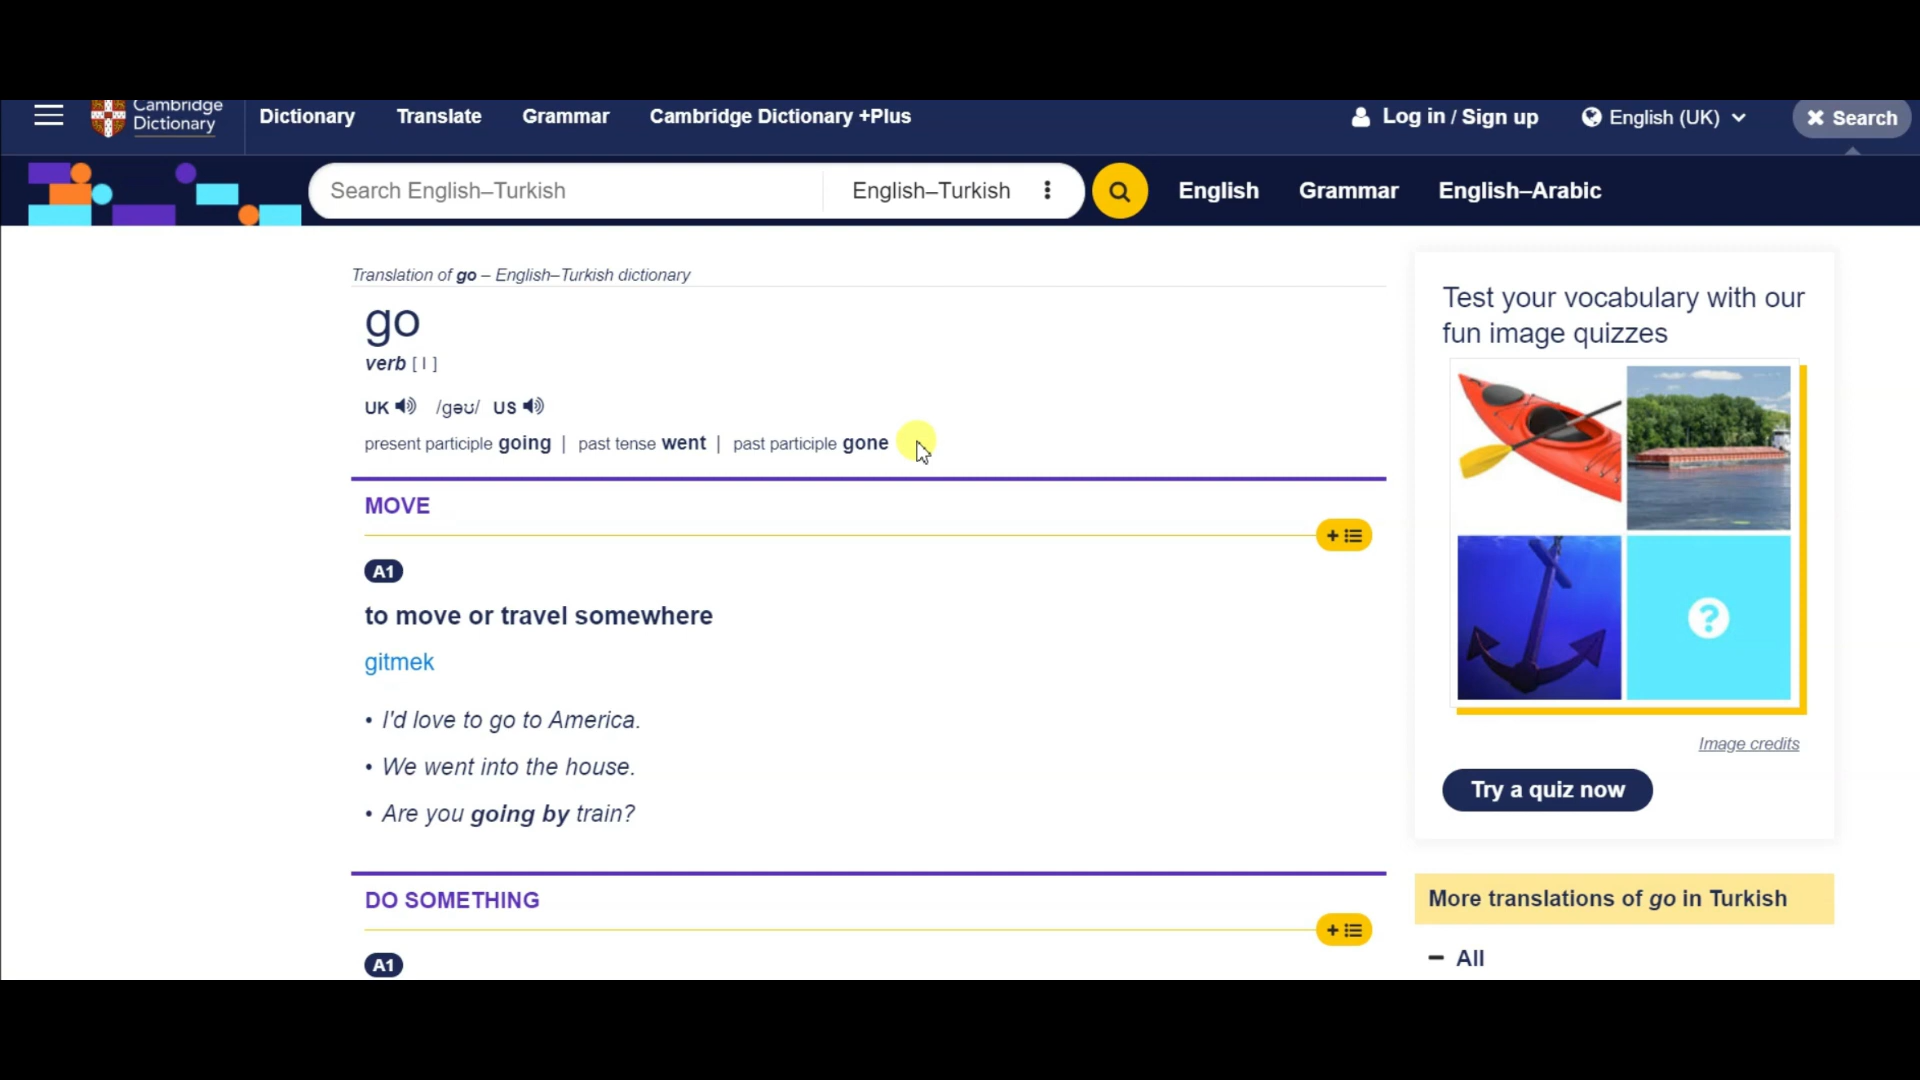 Cambridge
Dictionary
Dictionary Translate Grammar Cambridge Dictionary +Plus Log in / Sign up English (UK) Search
Search English–Turkish English–Turkish English Grammar English–Arabic
Translation of go – English–Turkish dictionary
go
verb [ I ]
UK /ɡəʊ/ US
present participle going | past tense went | past participle gone
MOVE
+
A1
to move or travel somewhere
gitmek
• I'd love to go to America.
• We went into the house.
• Are you going by train?
DO SOMETHING
+
A1
Test your vocabulary with our
fun image quizzes
?
Image credits
Try a quiz now
More translations of go in Turkish
All